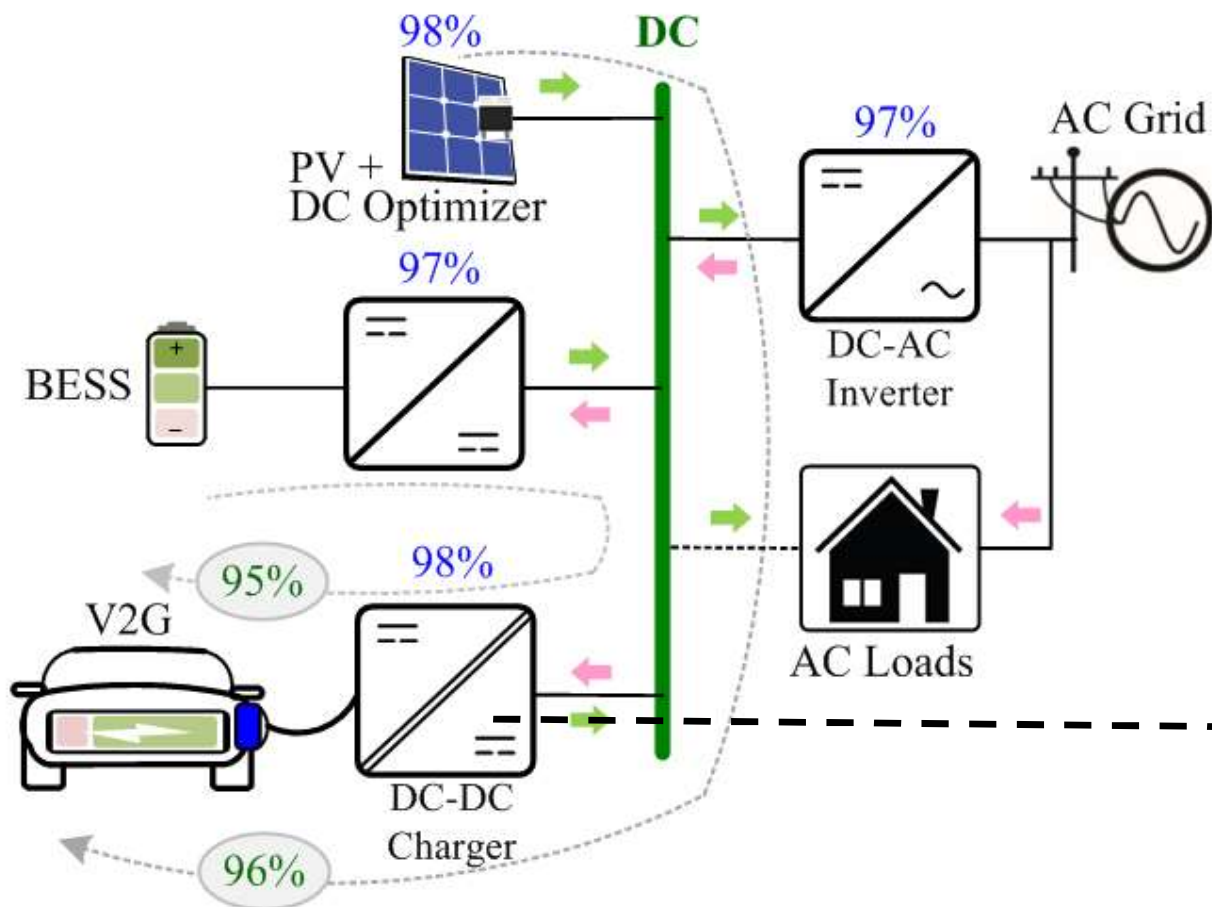 98%
DC
PV +
DC Optimizer
97%
AC Grid
97%
BESS
+
–
DC-AC
Inverter
95%
98%
V2G
AC Loads
DC-DC
Charger
96%